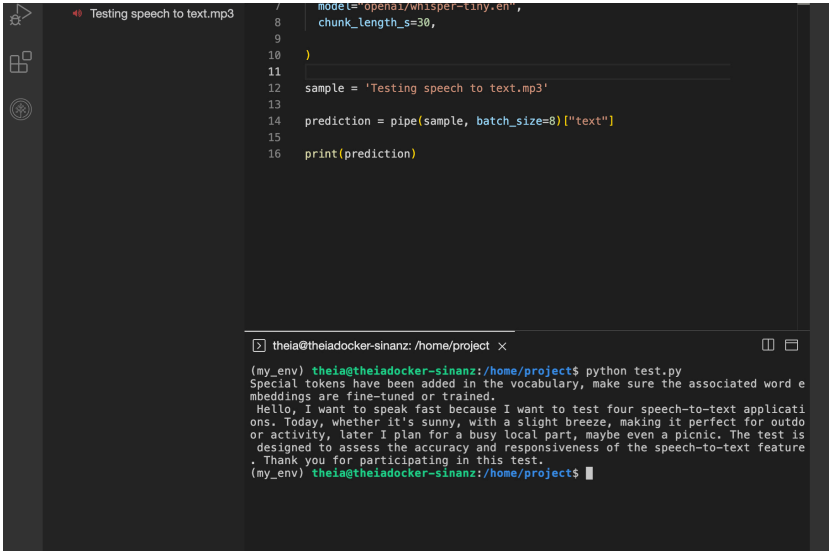 Testing speech to text.mp3
7 model="openai/whisper-tiny.en",
8 chunk_length_s=30,
9
10 )
11
12 sample = 'Testing speech to text.mp3'
13
14 prediction = pipe(sample, batch_size=8)["text"]
15
16 print(prediction)
theia@theiadocker-sinanz: /home/project
(my_env) theia@theiadocker-sinanz:/home/project$ python test.py
Special tokens have been added in the vocabulary, make sure the associated word e
mbeddings are fine-tuned or trained.
Hello, I want to speak fast because I want to test four speech-to-text applicati
ons. Today, whether it's sunny, with a slight breeze, making it perfect for outdo
or activity, later I plan for a busy local part, maybe even a picnic. The test is
designed to assess the accuracy and responsiveness of the speech-to-text feature
. Thank you for participating in this test.
(my_env) theia@theiadocker-sinanz:/home/project$